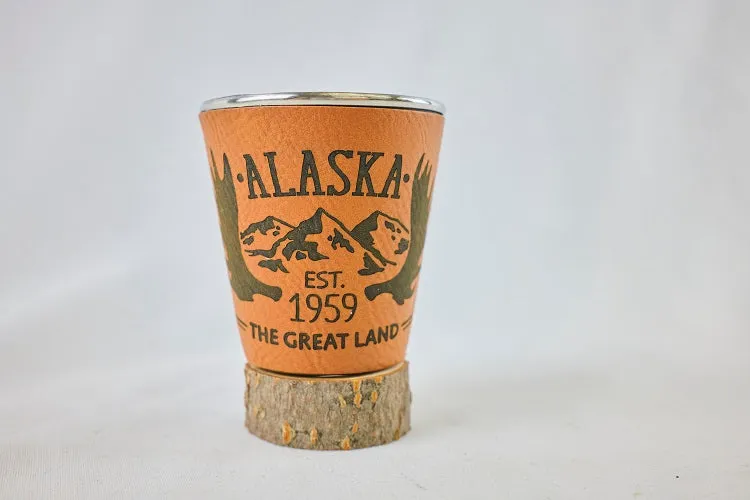 ·ALASKA·
EST.
1959
THE GREAT LAND